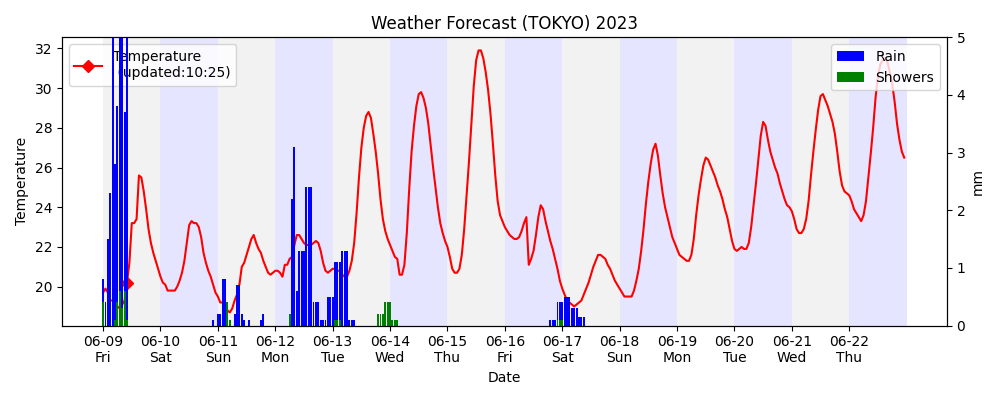 Weather Forecast (TOKYO) 2023
Temperature
(updated:10:25)
Rain
Showers
Temperature
32
30
28
26
24
22
20
5
4
3
2
1
0
mm
06-09 06-10 06-11 06-12 06-13 06-14 06-15 06-16 06-17 06-18 06-19 06-20 06-21 06-22
Fri Sat Sun Mon Tue Wed Thu Fri Sat Sun Mon Tue Wed Thu
Date